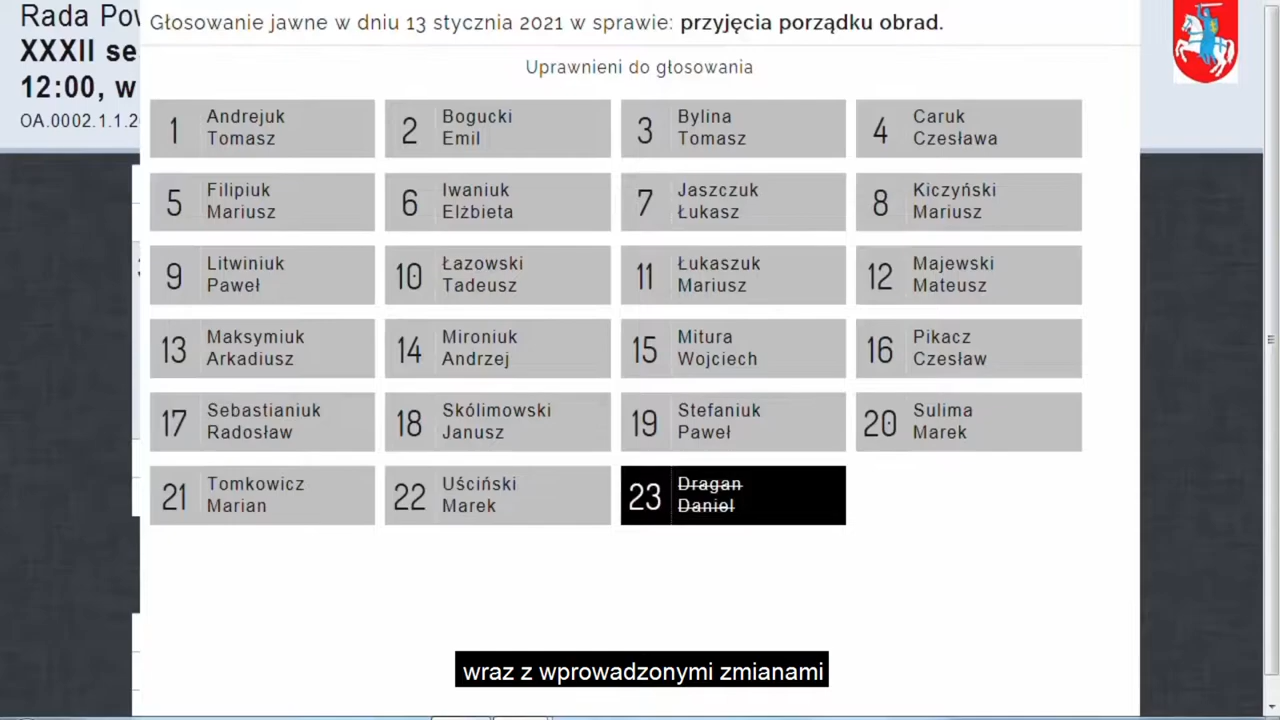 Rada Pow
XXXII se
12:00, w
OA.0002.1.1.2
Głosowanie jawne w dniu 13 stycznia 2021 w sprawie: przyjęcia porządku obrad.
Uprawnieni do głosowania
1 Andrejuk Tomasz
2 Bogucki Emil
3 Bylina Tomasz
4 Caruk Czesława
5 Filipiuk Mariusz
6 Iwaniuk Elżbieta
7 Jaszczuk Łukasz
8 Kiczyński Mariusz
9 Litwiniuk Paweł
10 Łazowski Tadeusz
11 Łukaszuk Mariusz
12 Majewski Mateusz
13 Maksymiuk Arkadiusz
14 Mironiuk Andrzej
15 Mitura Wojciech
16 Pikacz Czesław
17 Sebastianiuk Radosław
18 Skólimowski Janusz
19 Stefaniuk Paweł
20 Sulima Marek
21 Tomkowicz Marian
22 Uściński Marek
23 Dragan Daniel
wraz z wprowadzonymi zmianami